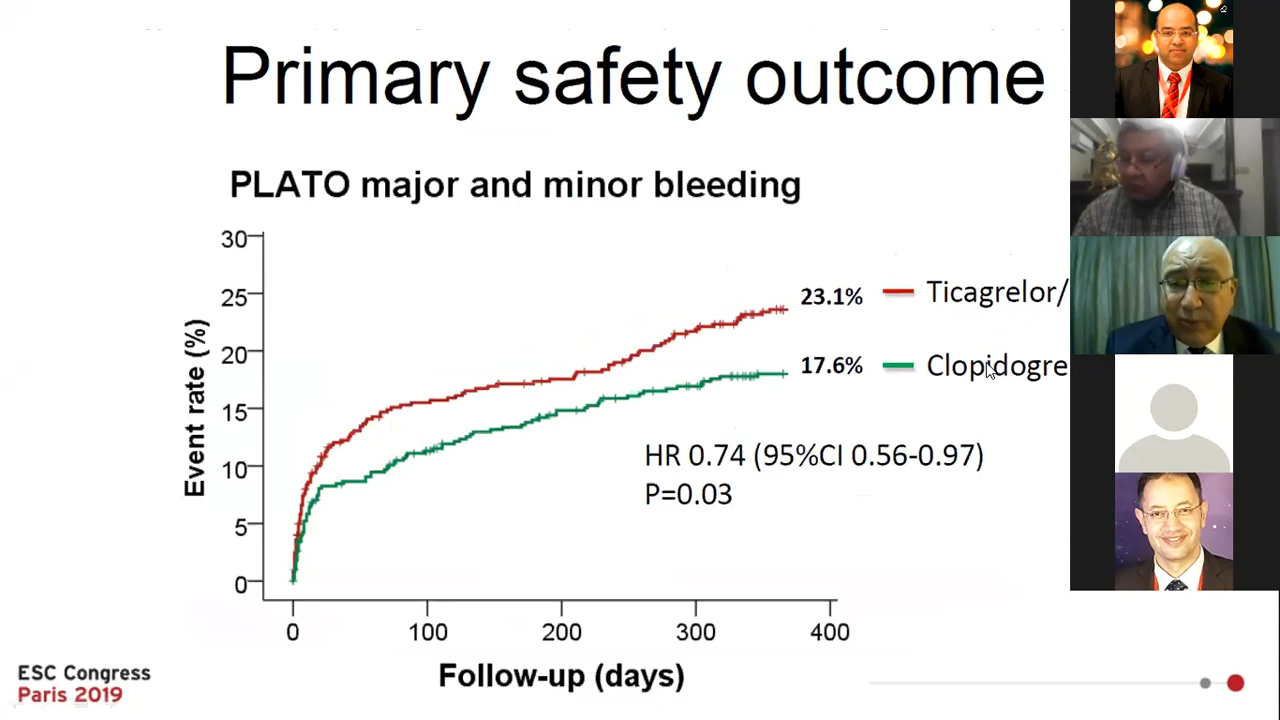 Primary safety outcome
PLATO major and minor bleeding
30
25
20
15
10
5
0
Event rate (%)
23.1%
17.6%
Ticagrelor/
Clopidogre
HR 0.74 (95%CI 0.56-0.97)
P=0.03
0 100 200 300 400
Follow-up (days)
ESC Congress
Paris 2019